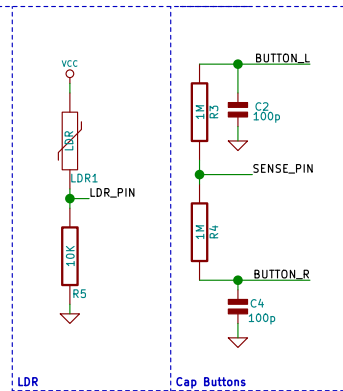 VCC
LDR
LDR1
LDR_PIN
10K
R5
LDR
BUTTON_L
1M
R3
C2
100p
SENSE_PIN
1M
R4
BUTTON_R
C4
100p
Cap Buttons